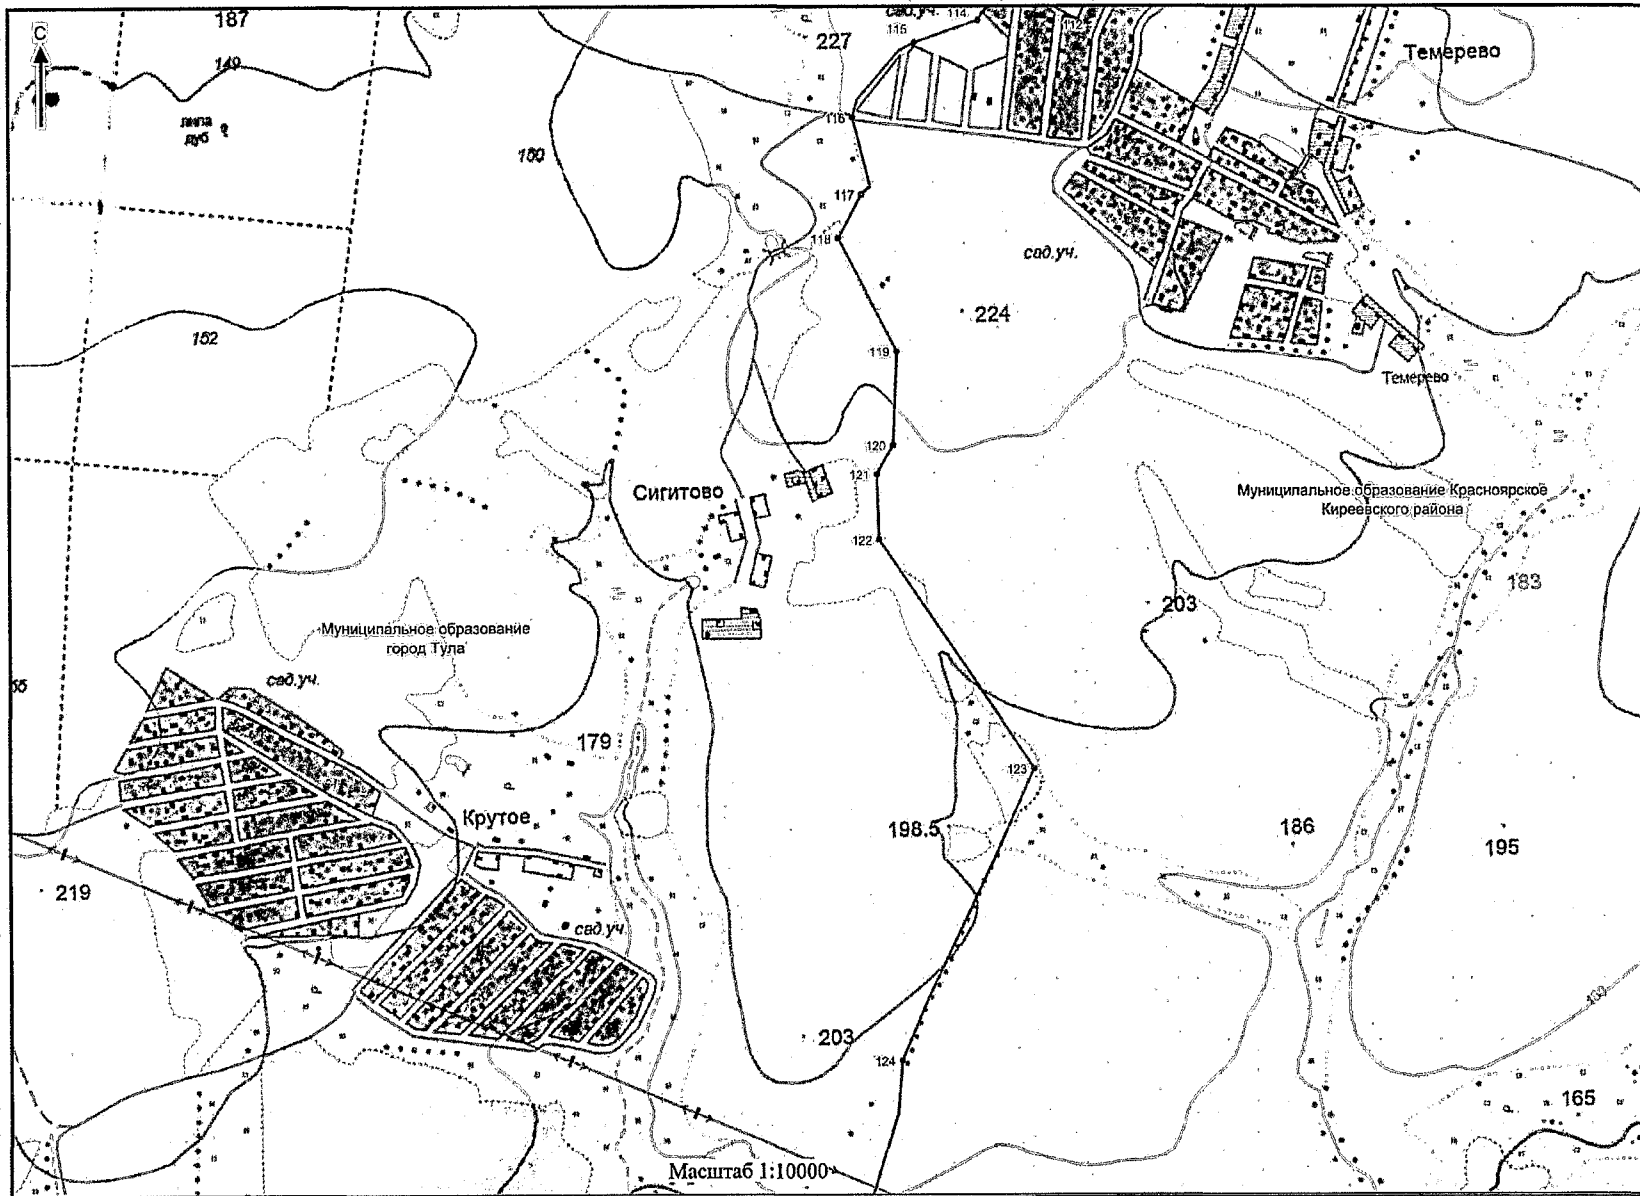 187
С
149
липа
дуб
150
152
227
сад.уч.
114
115
112
Темерево
116
117
118
сад.уч.
224
119
Темерево
120
121
Сигитово
122
Муниципальное образование Красноярское
Киреевского района
183
203
Муниципальное образование
город Тула
сад.уч.
179
123
Крутое
198.5
186
195
219
сад.уч.
203
124
165
Масштаб 1:10000